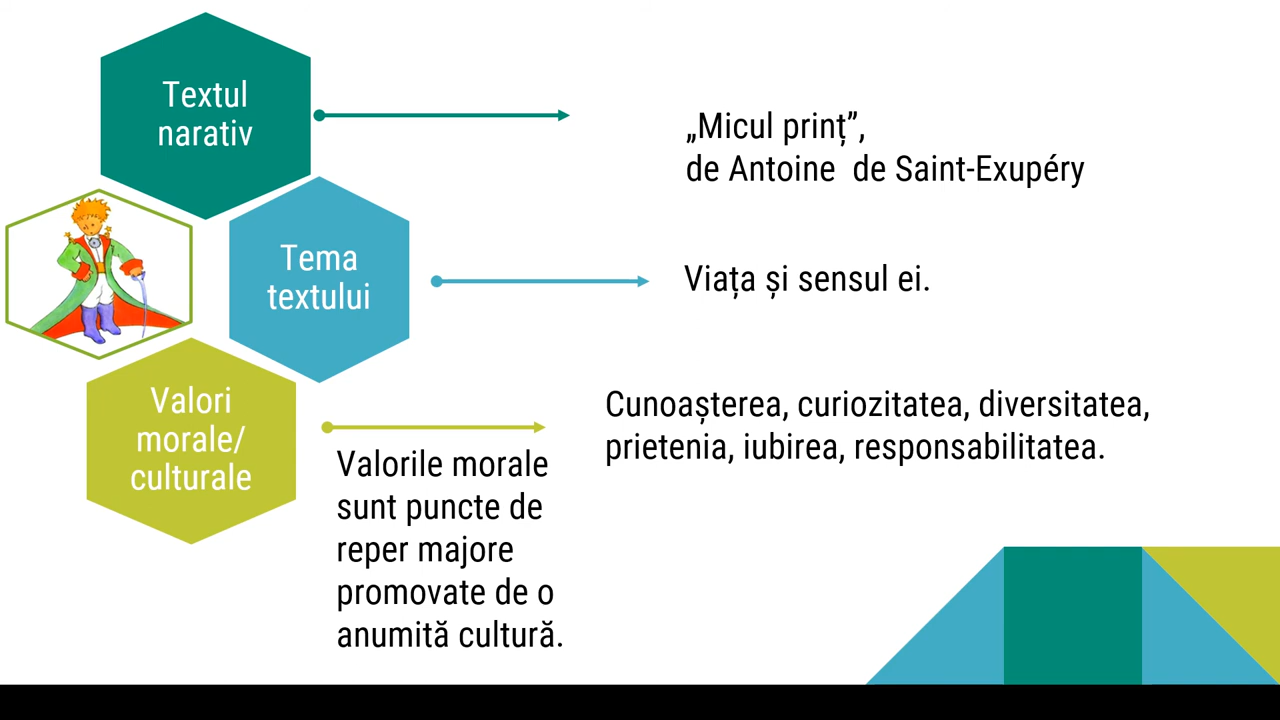 Textul
narativ
„Micul prinț”,
de Antoine  de Saint-Exupéry
Tema
textului
Viața și sensul ei.
Valori
morale/
culturale
Valorile morale
sunt puncte de
reper majore
promovate de o
anumită cultură.
Cunoașterea, curiozitatea, diversitatea,
prietenia, iubirea, responsabilitatea.